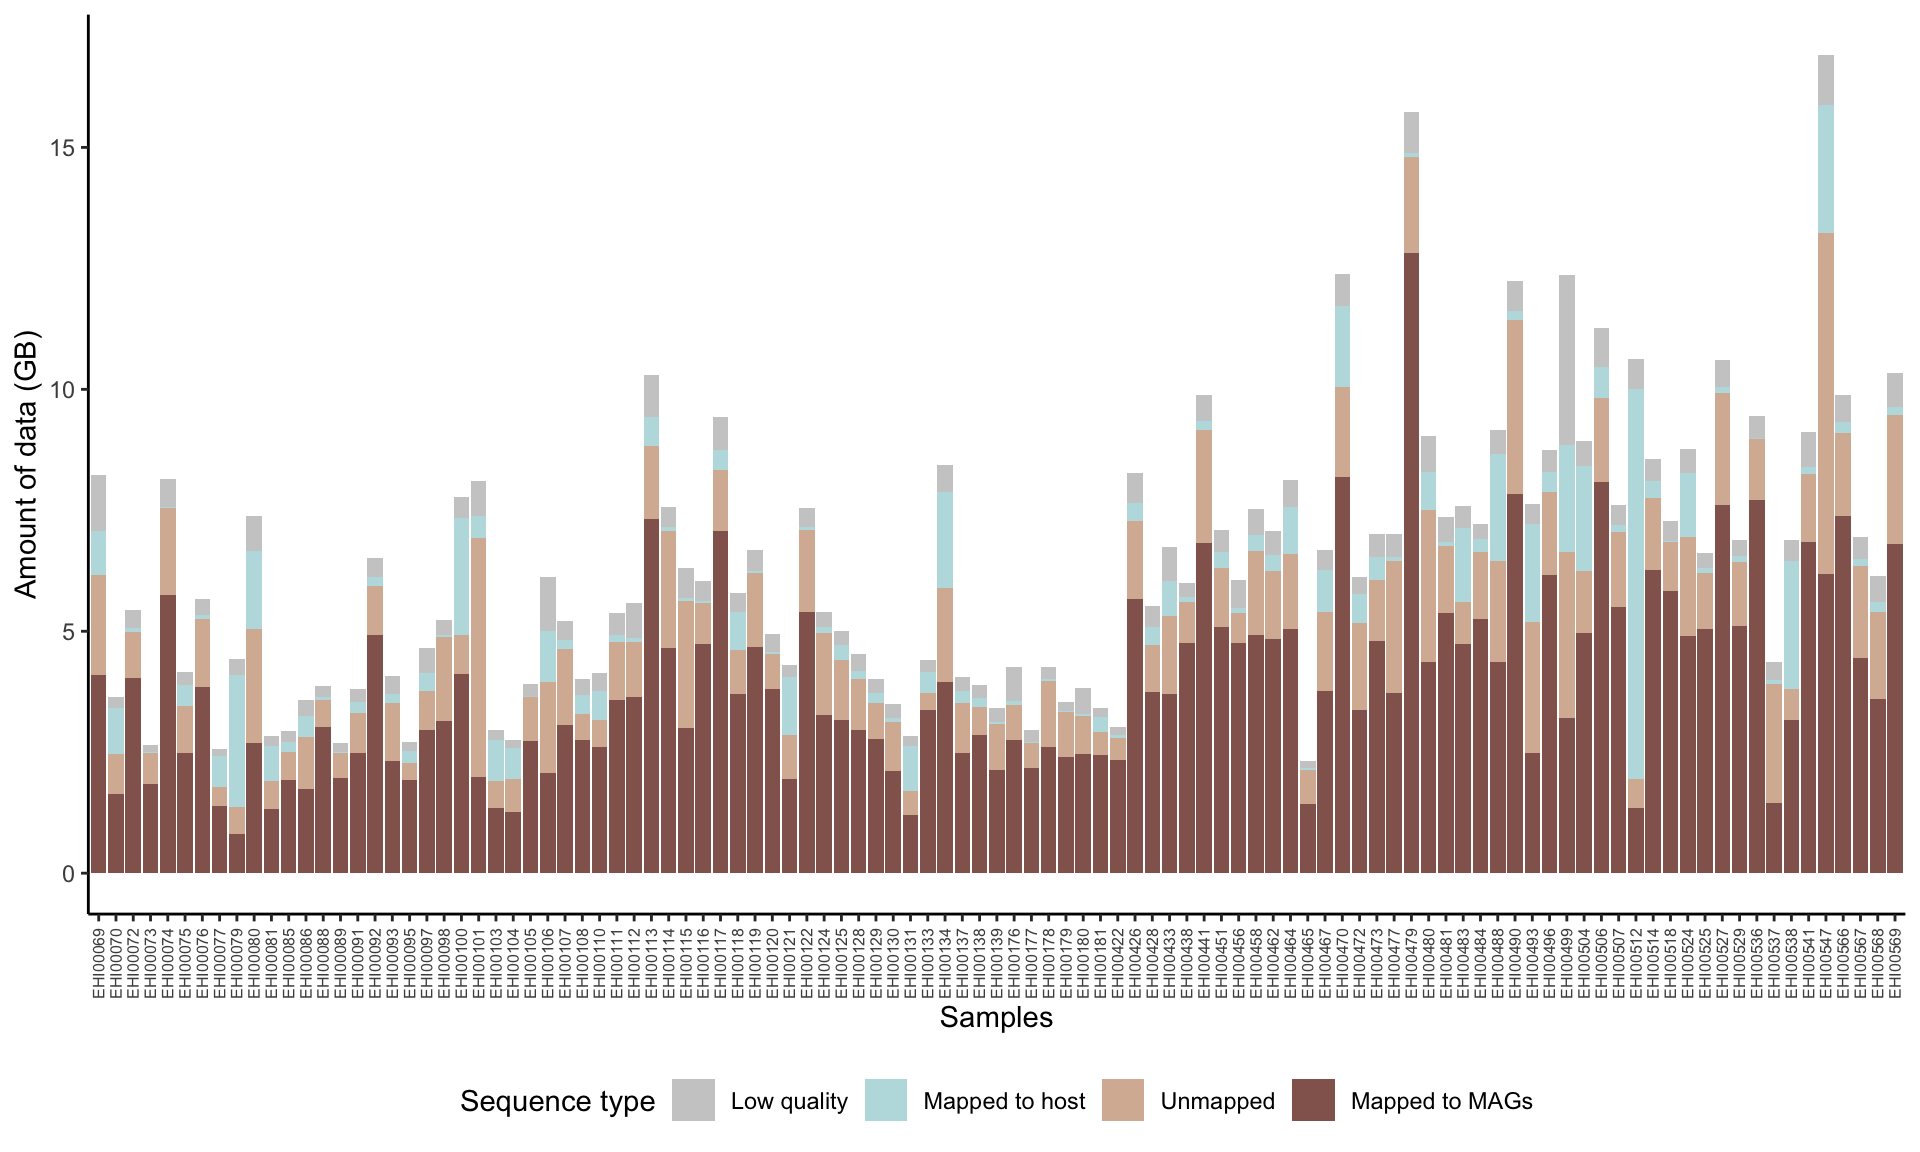 Amount of data (GB)
15
10
5
0
EHI00069 EHI00070 EHI00072 EHI00073 EHI00074 EHI00075 EHI00076 EHI00077 EHI00079 EHI00080 EHI00081 EHI00085 EHI00086 EHI00088 EHI00089 EHI00091 EHI00092 EHI00093 EHI00095 EHI00097 EHI00098 EHI00100 EHI00101 EHI00103 EHI00104 EHI00105 EHI00106 EHI00107 EHI00108 EHI00110 EHI00111 EHI00112 EHI00113 EHI00114 EHI00115 EHI00116 EHI00117 EHI00118 EHI00119 EHI00120 EHI00121 EHI00122 EHI00124 EHI00125 EHI00128 EHI00129 EHI00130 EHI00131 EHI00133 EHI00134 EHI00137 EHI00138 EHI00139 EHI00176 EHI00177 EHI00178 EHI00179 EHI00180 EHI00181 EHI00422 EHI00426 EHI00428 EHI00433 EHI00438 EHI00441 EHI00451 EHI00456 EHI00458 EHI00462 EHI00464 EHI00465 EHI00467 EHI00470 EHI00472 EHI00473 EHI00477 EHI00479 EHI00480 EHI00481 EHI00483 EHI00484 EHI00488 EHI00490 EHI00493 EHI00496 EHI00499 EHI00504 EHI00506 EHI00507 EHI00512 EHI00514 EHI00518 EHI00524 EHI00525 EHI00527 EHI00529 EHI00536 EHI00537 EHI00538 EHI00541 EHI00547 EHI00566 EHI00567 EHI00568 EHI00569
Samples
Sequence type Low quality Mapped to host Unmapped Mapped to MAGs